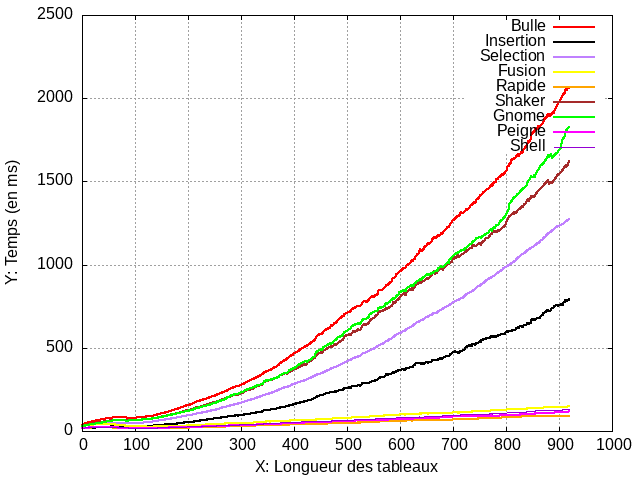 2500
2000
1500
1000
500
0
Y: Temps (en ms)
Bulle
Insertion
Selection
Fusion
Rapide
Shaker
Gnome
Peigne
Shell
0 100 200 300 400 500 600 700 800 900 1000
X: Longueur des tableaux